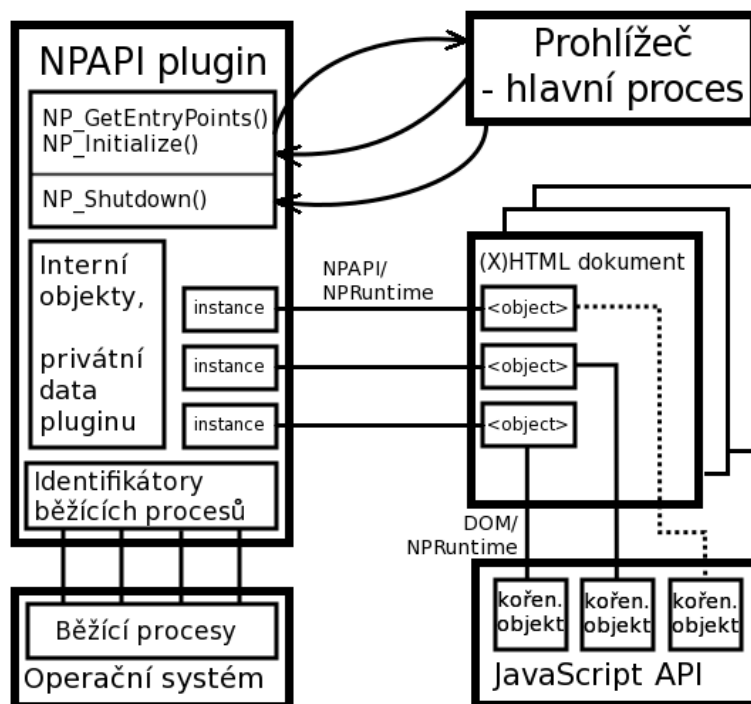 NPAPI plugin
NP_GetEntryPoints()
NP_Initialize()
NP_Shutdown()
Prohlížeč
- hlavní proces
Interní
objekty,
privátní
data
pluginu
instance
instance
instance
NPAPI/
NPRuntime
(X)HTML dokument
<object>
<object>
<object>
Identifikátory
běžících procesů
DOM/
NPRuntime
Běžící procesy
Operační systém
kořen.
objekt
kořen.
objekt
kořen.
objekt
JavaScript API